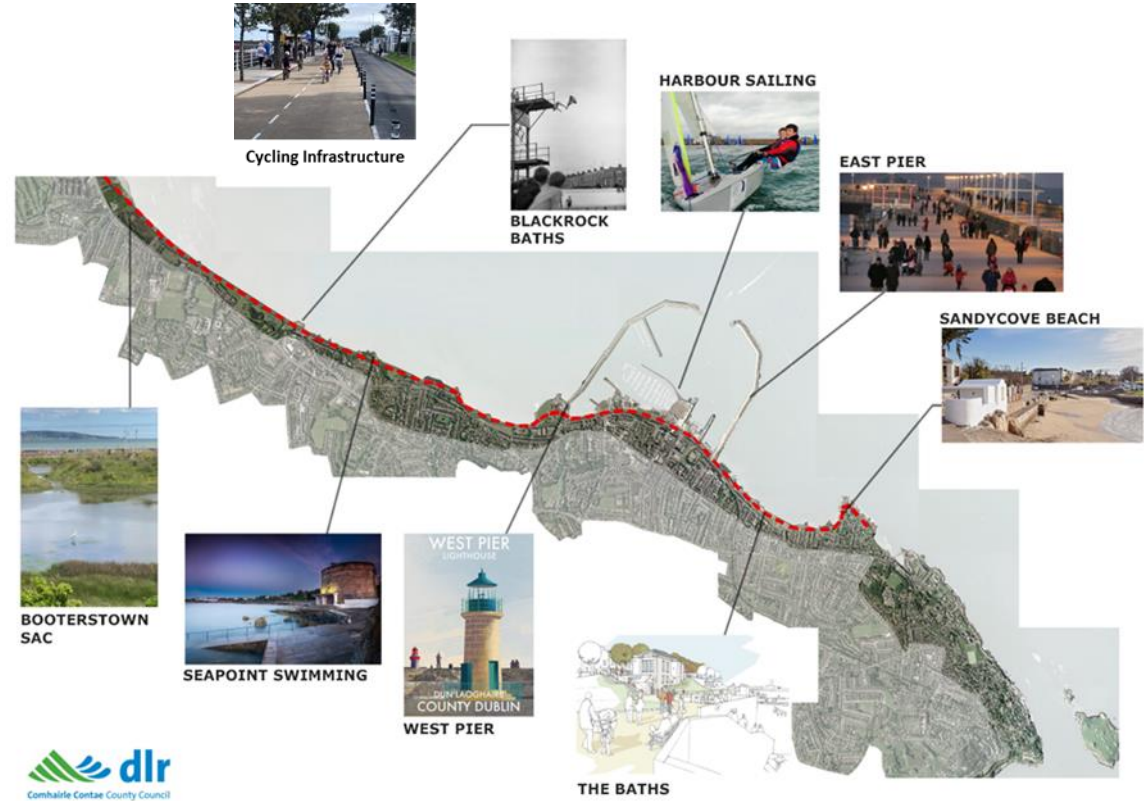 Cycling Infrastructure
BLACKROCK
BATHS
HARBOUR SAILING
EAST PIER
SANDYCOVE BEACH
BOOTERSTOWN
SAC
SEAPOINT SWIMMING
WEST PIER
LIGHTHOUSE
DUN LAOGHAIRE
COUNTY DUBLIN
WEST PIER
THE BATHS
dlr
Comhairle Contae County Council